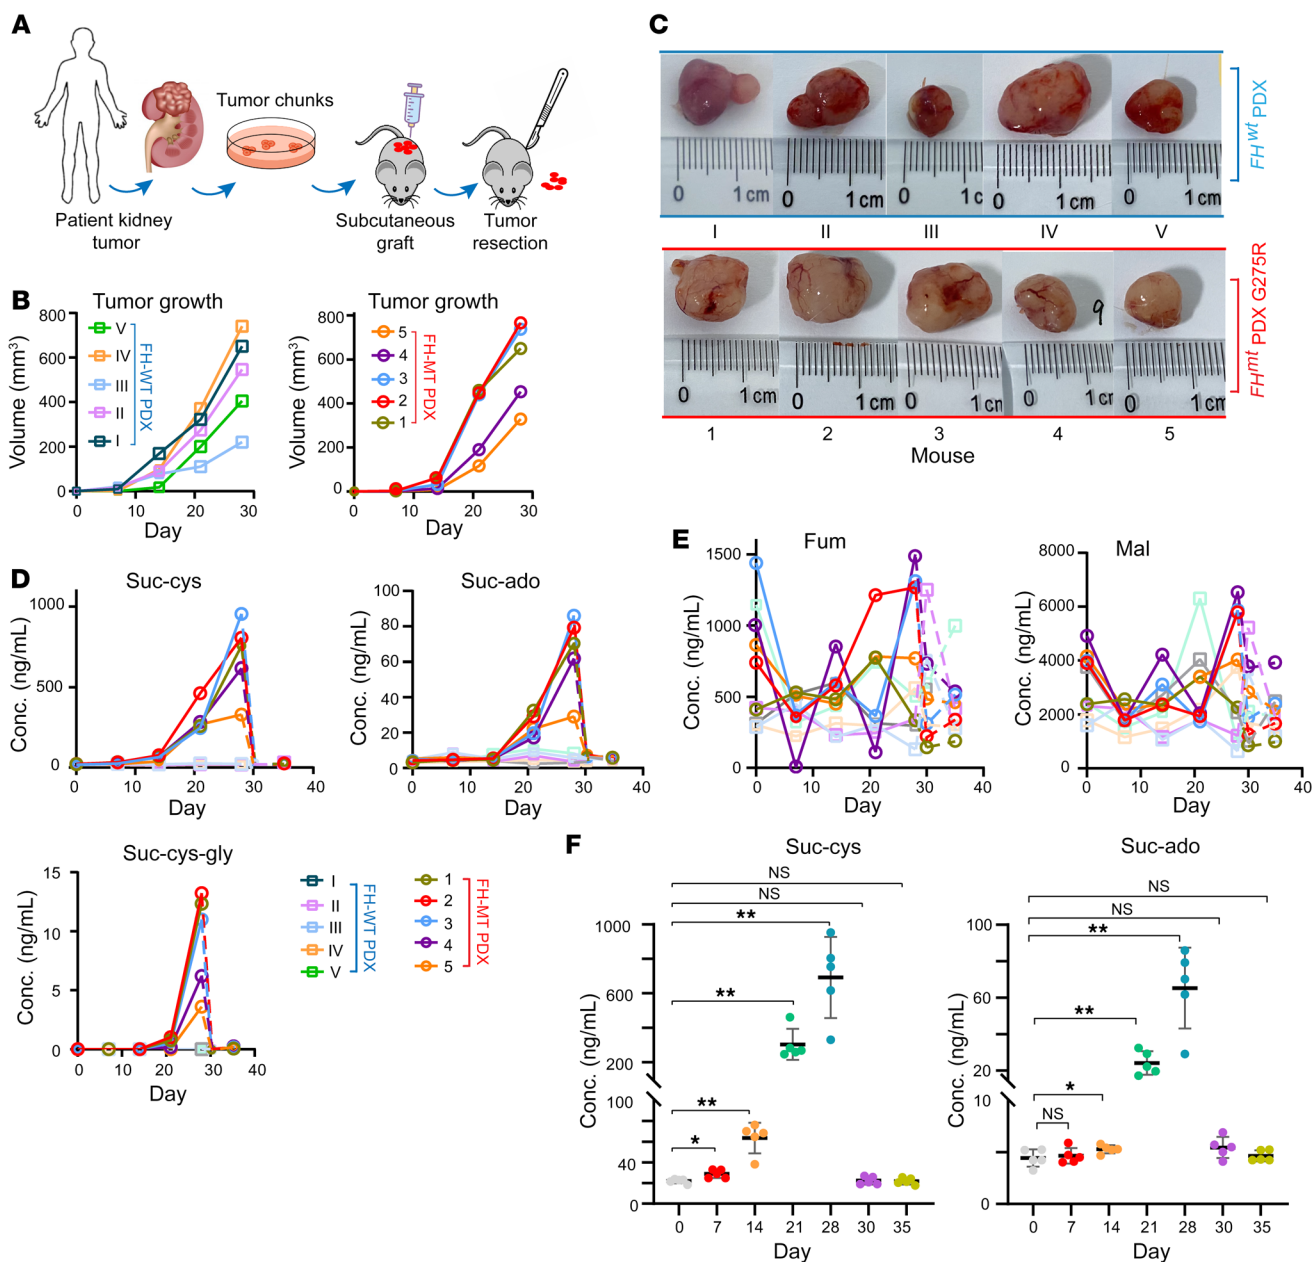 A
Tumor chunks
Patient kidney
tumor
Subcutaneous
graft
Tumor
resection
B
Tumor growth
Volume (mm³)
800
600
400
200
0
0
10
20
30
Day
V
IV
III
II
I
FH-WT PDX
Tumor growth
Volume (mm³)
800
600
400
200
0
0
10
20
30
Day
5
4
3
2
1
FH-MT PDX
C
0 1 cm
0 1 cm
0 1 c
0 1 cm
0 1 cm
FHwt PDX
I II III IV V
9
0 1 cm
0 1 cm
0 1 cr
0 1 cr
0 1 cm
FHmt PDX G275R
1 2 3 4 5
Mouse
D
Suc-cys
Conc. (ng/mL)
1000
500
0
0 10 20 30 40
Day
Suc-ado
Conc. (ng/mL)
100
80
60
40
20
0
0 10 20 30 40
Day
Suc-cys-gly
Conc. (ng/mL)
15
10
5
0
0 10 20 30 40
Day
I
II
III
IV
V
FH-WT PDX
1
2
3
4
5
FH-MT PDX
E
Fum
Conc. (ng/mL)
1500
1000
500
0
0 10 20 30 40
Day
Mal
Conc. (ng/mL)
8000
6000
4000
2000
0
0 10 20 30 40
Day
F
Suc-cys
NS
NS
**
**
**
*
Conc. (ng/mL)
1000
600
200
100
40
0
0 7 14 21 28 30 35
Day
Suc-ado
NS
NS
**
**
*
NS
Conc. (ng/mL)
100
60
20
10
0
0 7 14 21 28 30 35
Day